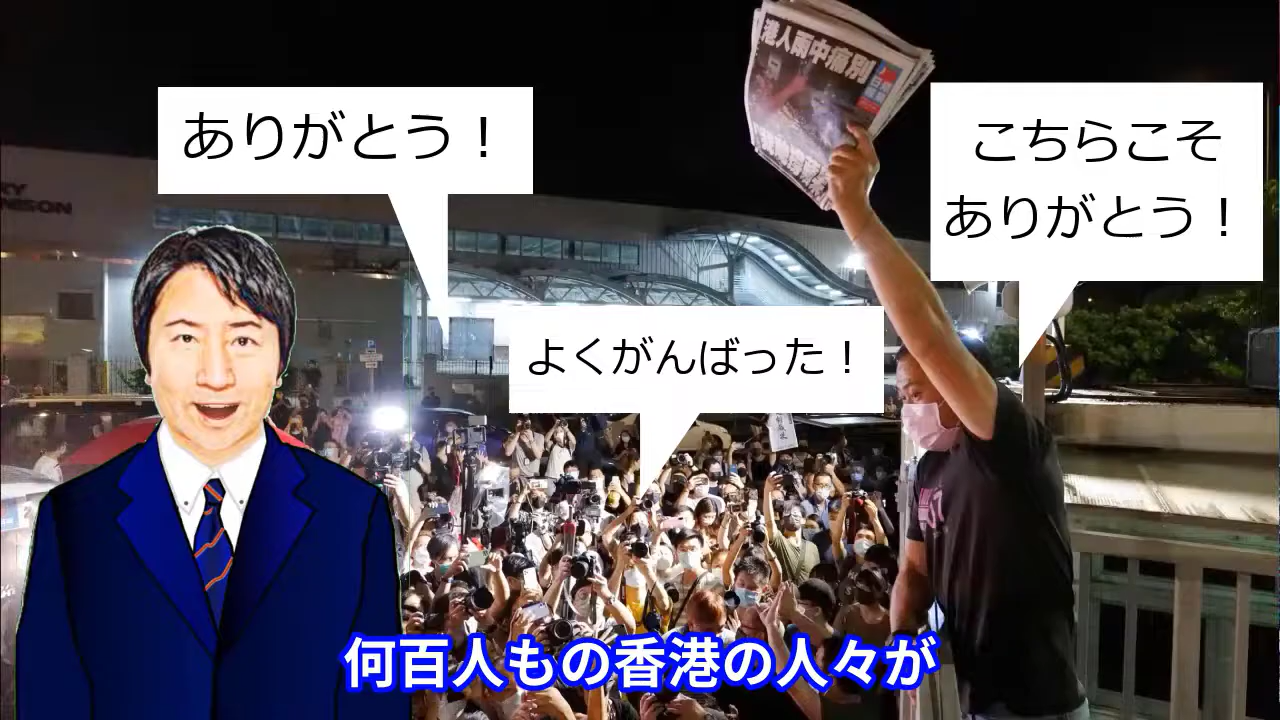 港人雨中痛別
ありがとう！
こちらこそ
ありがとう！
よくがんばった！
何百人もの香港の人々が